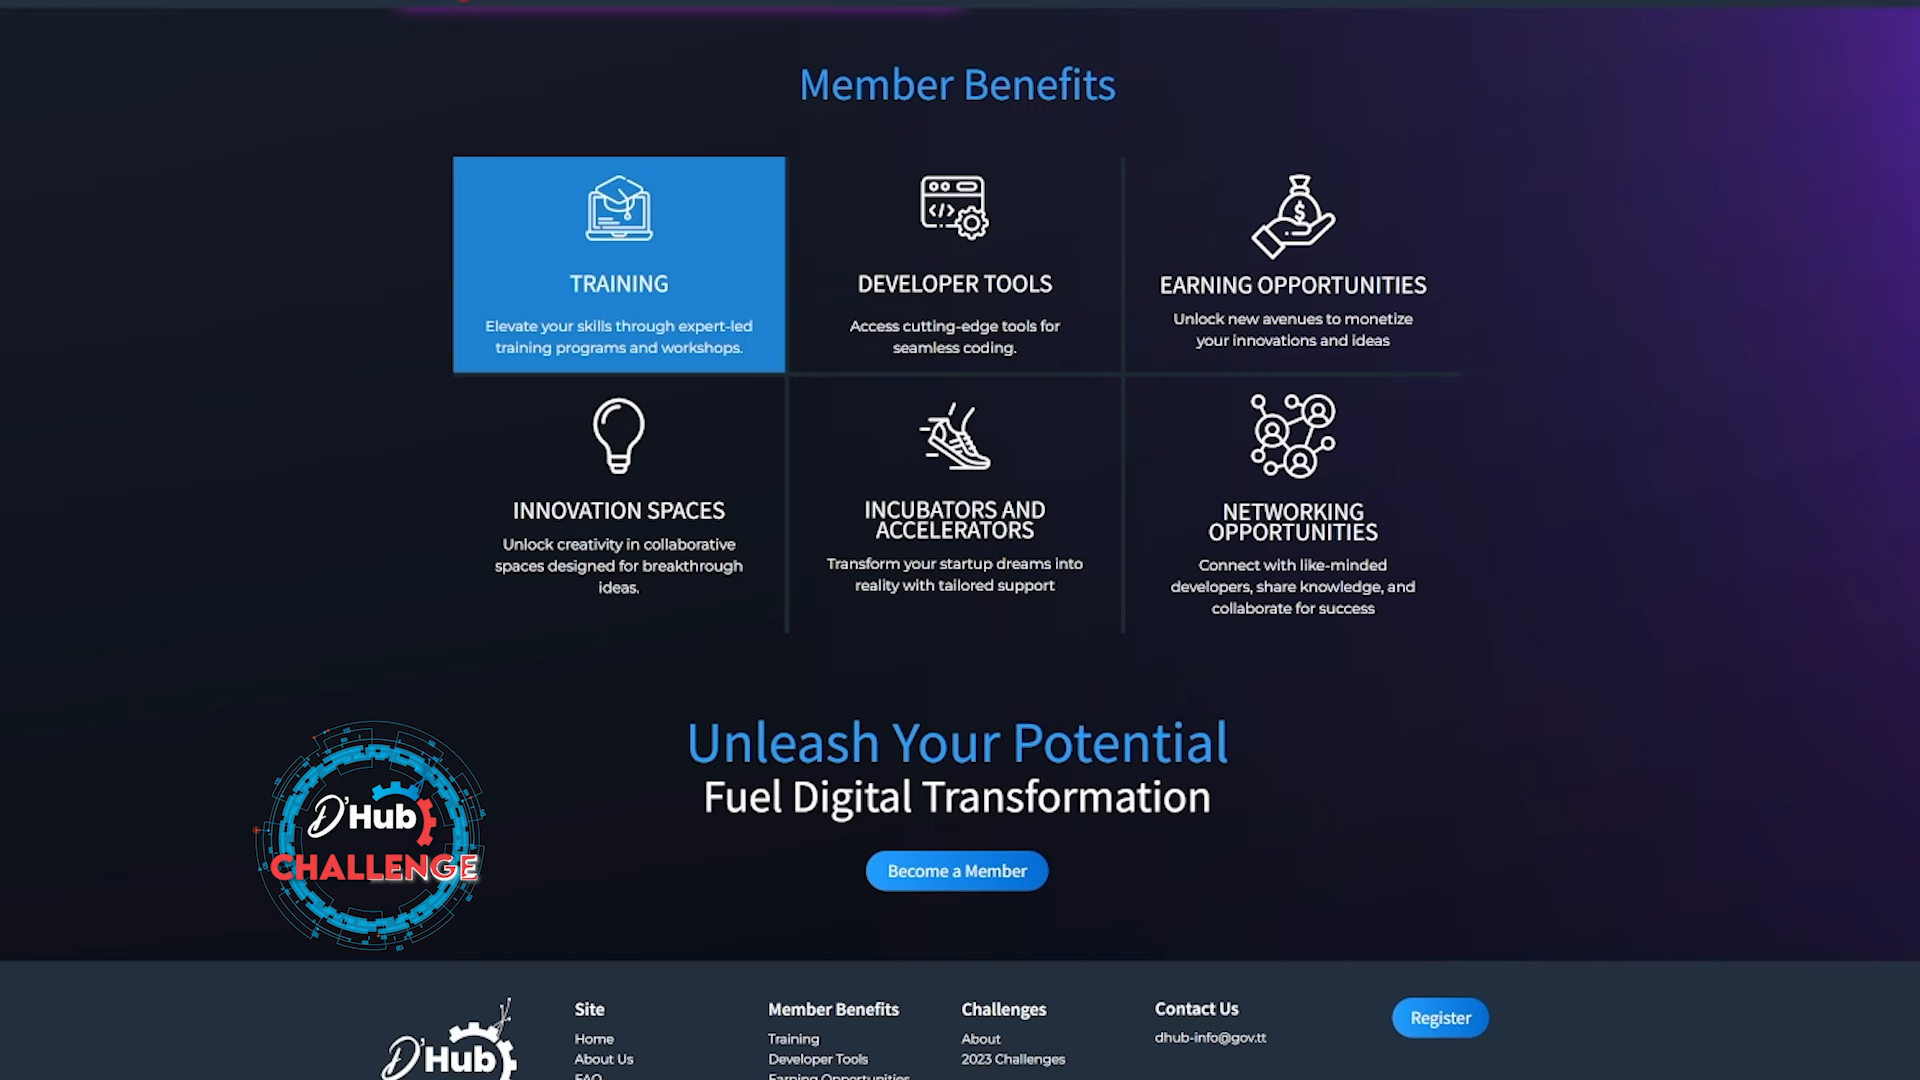 Member Benefits
TRAINING
Elevate your skills through expert-led
training programs and workshops.
DEVELOPER TOOLS
Access cutting-edge tools for
seamless coding.
EARNING OPPORTUNITIES
Unlock new avenues to monetize
your innovations and ideas
INNOVATION SPACES
Unlock creativity in collaborative
spaces designed for breakthrough
ideas.
INCUBATORS AND
ACCELERATORS
Transform your startup dreams into
reality with tailored support
NETWORKING
OPPORTUNITIES
Connect with like-minded
developers, share knowledge, and
collaborate for success
Unleash Your Potential
Fuel Digital Transformation
Become a Member
D'Hub
CHALLENGE
D'Hub
Site
Home
About Us
FAQ
Member Benefits
Training
Developer Tools
Earning Opportunities
Challenges
About
2023 Challenges
Contact Us
dhub-info@gov.tt
Register